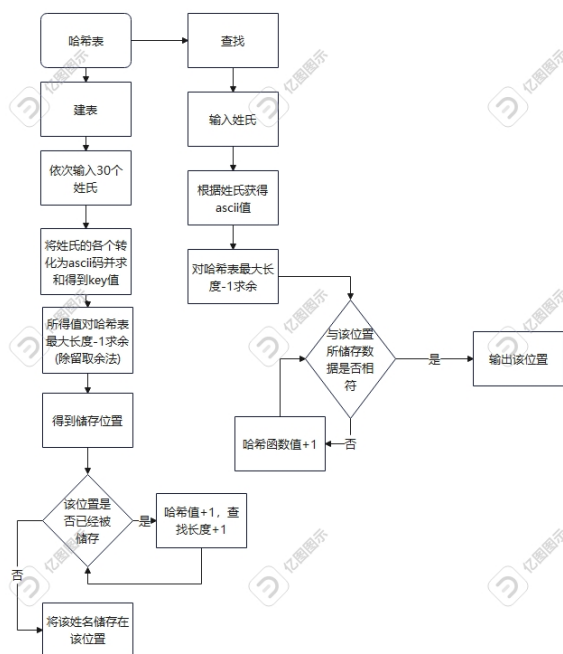 哈希表
查找
建表
输入姓氏
依次输入30个
姓氏
根据姓氏获得
ascii值
将姓氏的各个转
化为ascii码并求
和得到key值
对哈希表最大长
度-1求余
所得值对哈希表
最大长度-1求余
(除留取余法)
与该位置
所储存数
据是否相
符
是
输出该位置
否
哈希函数值+1
得到储存位置
该位置是
否已经被
储存
是
哈希值+1，查
找长度+1
否
将该姓名储存在
该位置
亿图图示
亿图图示
亿图图示
亿图图示
亿图图示
亿图图示
亿图图示
亿图图示
亿图图示